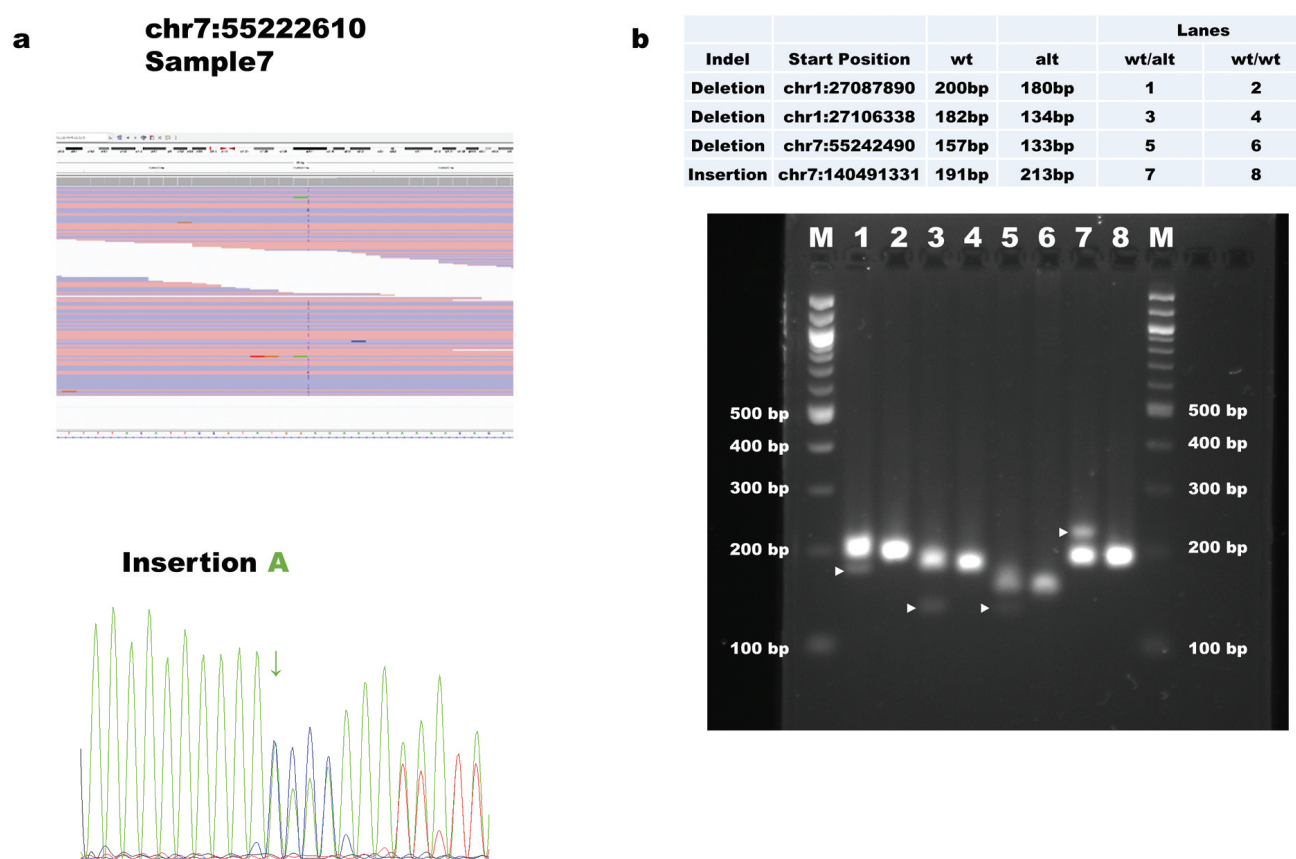 a
chr7:55222610
Sample7
Insertion A
b
Lanes
Indel Start Position wt alt wt/alt wt/wt
Deletion chr1:27087890 200bp 180bp 1 2
Deletion chr1:27106338 182bp 134bp 3 4
Deletion chr7:55242490 157bp 133bp 5 6
Insertion chr7:140491331 191bp 213bp 7 8
M 1 2 3 4 5 6 7 8 M
500 bp 500 bp
400 bp 400 bp
300 bp 300 bp
200 bp 200 bp
100 bp 100 bp